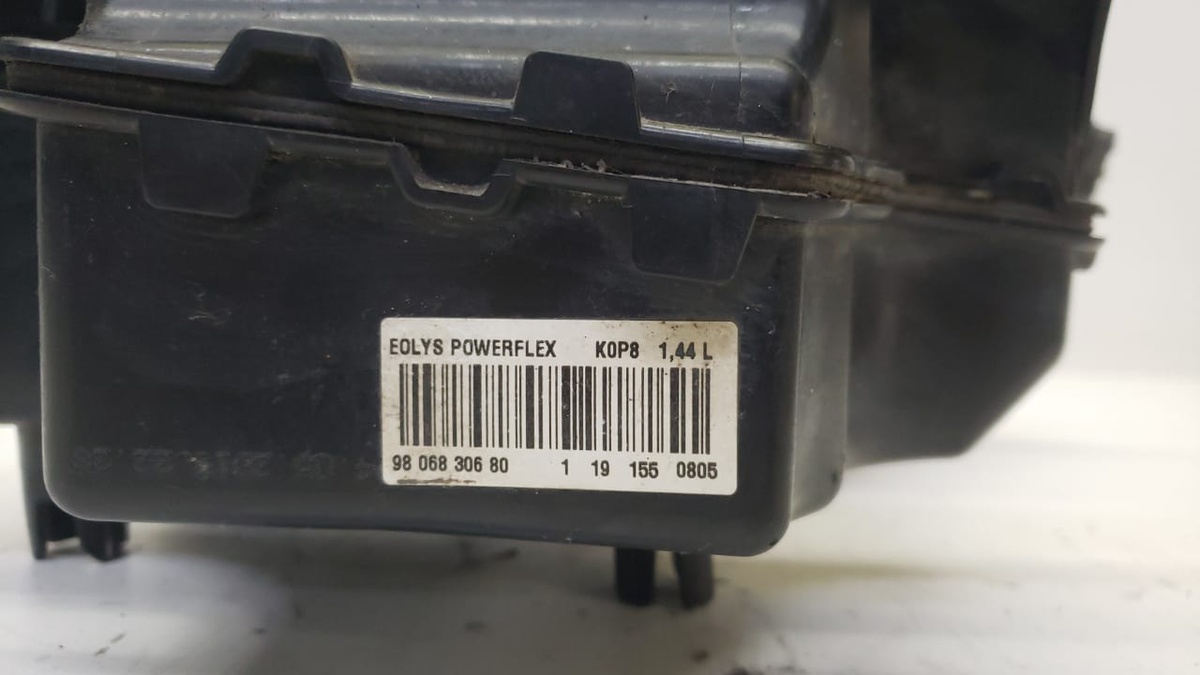 EOLYS POWERFLEX K0P8 1,44 L
98 068 306 80 1 19 155 0805